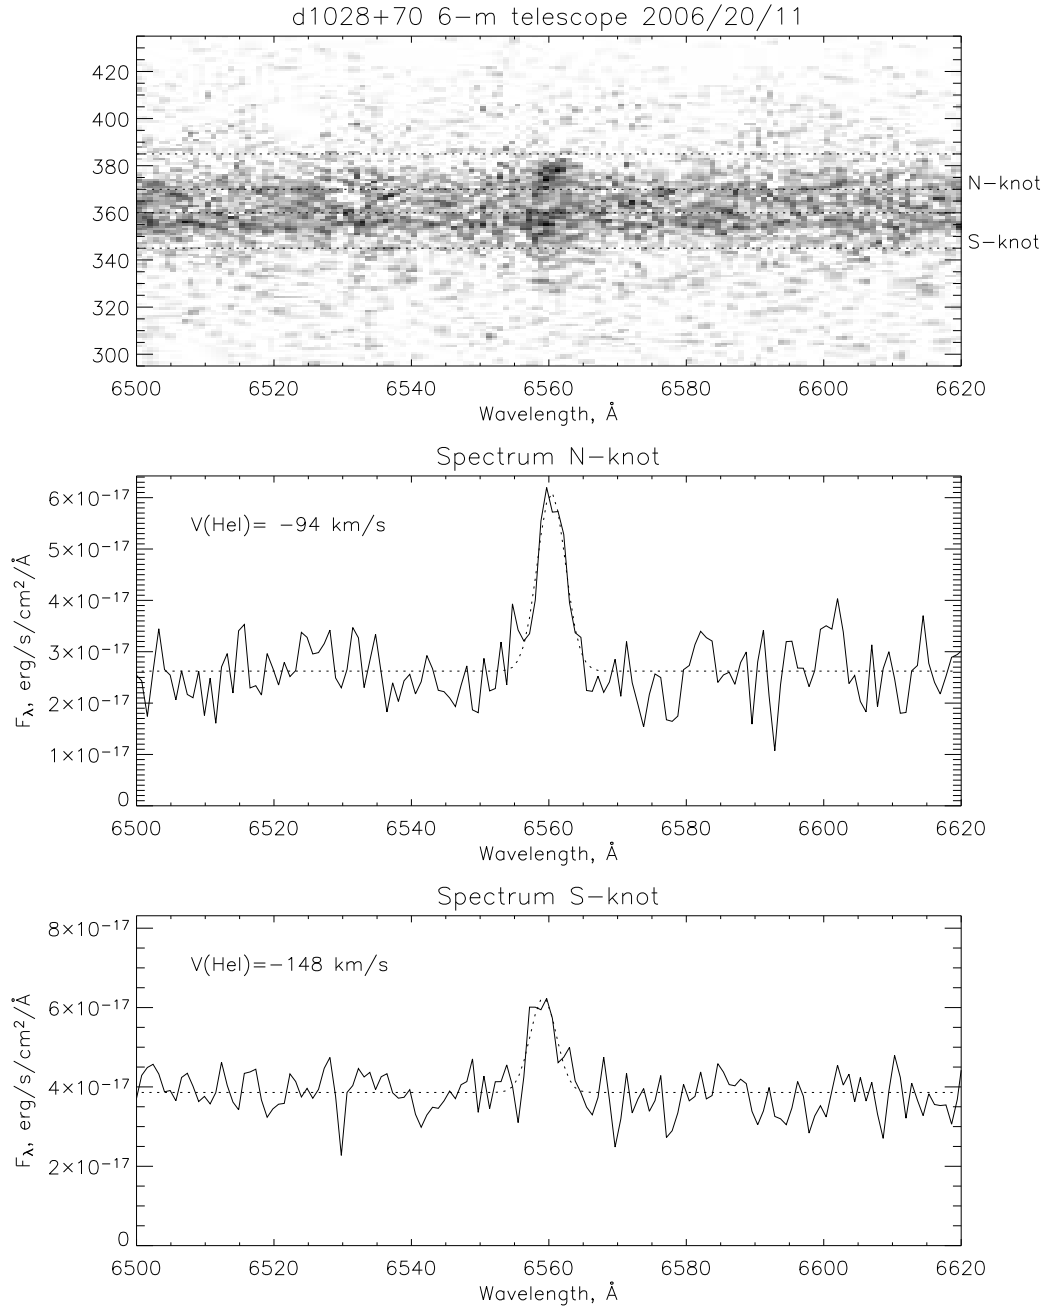 d1028+70 6−m telescope 2006/20/11
420
400
380
360
340
320
300
N−knot
S−knot
6500 6520 6540 6560 6580 6600 6620
Wavelength, Å
Spectrum N−knot
V(Hel)= −94 km/s
F_λ, erg/s/cm²/Å
6×10⁻¹⁷
5×10⁻¹⁷
4×10⁻¹⁷
3×10⁻¹⁷
2×10⁻¹⁷
1×10⁻¹⁷
0
6500 6520 6540 6560 6580 6600 6620
Wavelength, Å
Spectrum S−knot
V(Hel)=−148 km/s
F_λ, erg/s/cm²/Å
8×10⁻¹⁷
6×10⁻¹⁷
4×10⁻¹⁷
2×10⁻¹⁷
0
6500 6520 6540 6560 6580 6600 6620
Wavelength, Å